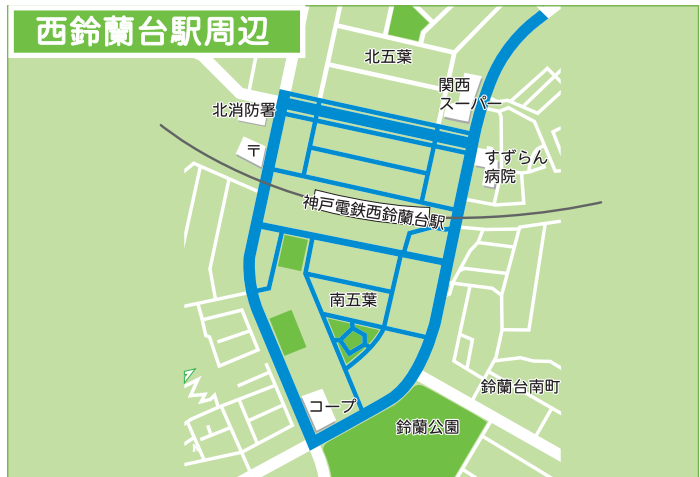 西鈴蘭台駅周辺
北五葉
関西
スーパー
北消防署
〒
すずらん
病院
神戸電鉄西鈴蘭台駅
南五葉
鈴蘭台南町
コープ
鈴蘭公園